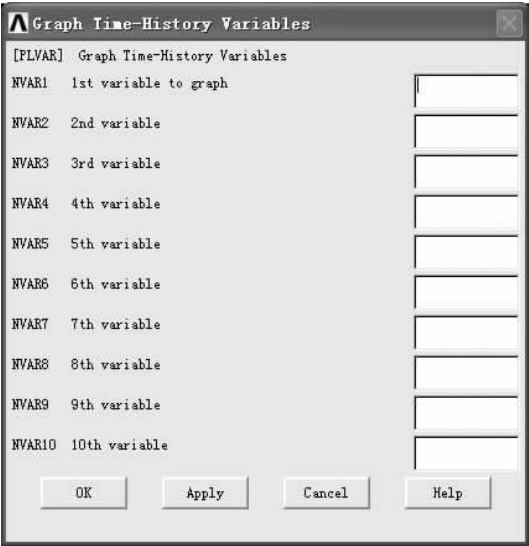 Graph Time-History Variables
[PLVAR] Graph Time-History Variables
NVAR1 1st variable to graph
NVAR2 2nd variable
NVAR3 3rd variable
NVAR4 4th variable
NVAR5 5th variable
NVAR6 6th variable
NVAR7 7th variable
NVAR8 8th variable
NVAR9 9th variable
NVAR10 10th variable
OK Apply Cancel Help